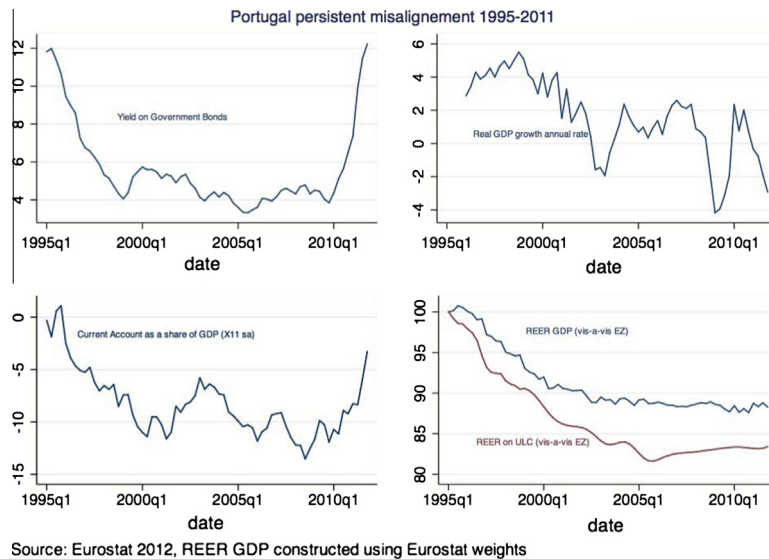 Portugal persistent misalignement 1995-2011
12
10
8
6
4
Yield on Government Bonds
1995q1 2000q1 2005q1 2010q1
date
6
4
2
0
-2
-4
Real GDP growth annual rate
1995q1 2000q1 2005q1 2010q1
date
0
-5
-10
-15
Current Account as a share of GDP (X11 sa)
1995q1 2000q1 2005q1 2010q1
date
100
95
90
85
80
REER GDP (vis-a-vis EZ)
REER on ULC (vis-a-vis EZ)
1995q1 2000q1 2005q1 2010q1
date
Source: Eurostat 2012, REER GDP constructed using Eurostat weights